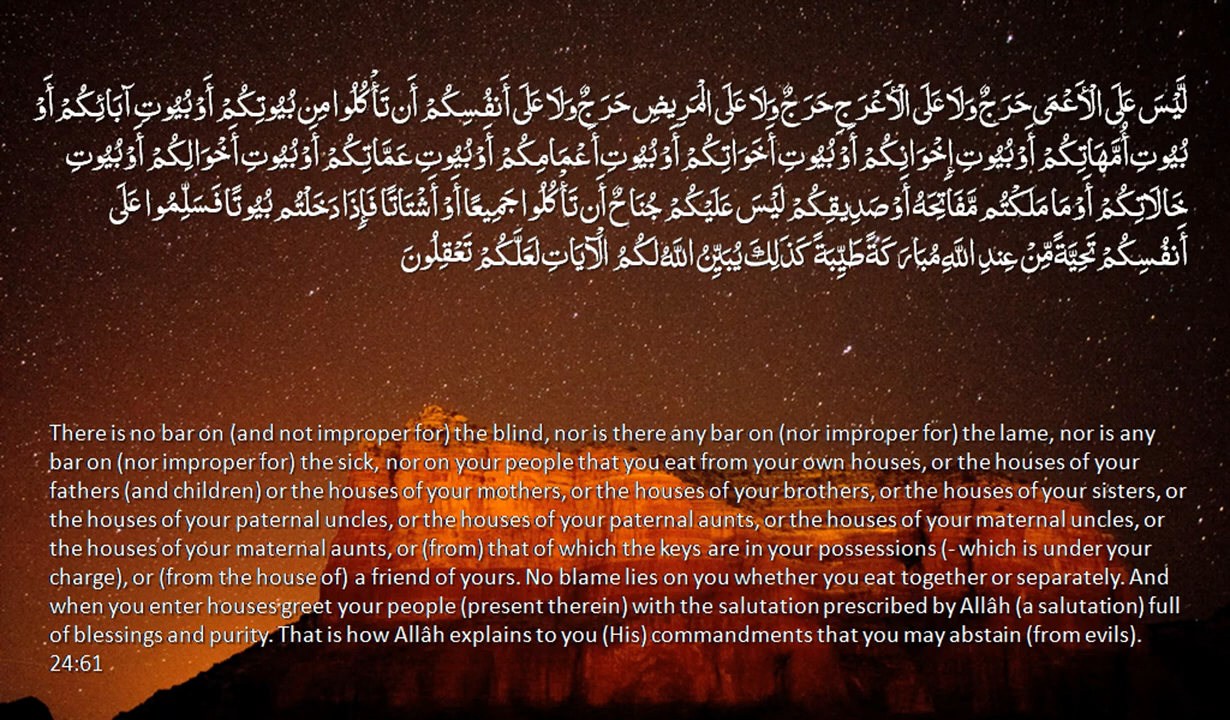 لَّيْسَ عَلَى الْأَعْمَى حَرَجٌ وَلَا عَلَى الْأَعْرَجِ حَرَجٌ وَلَا عَلَى الْمَرِيضِ حَرَجٌ وَلَا عَلَى أَنفُسِكُمْ أَن تَأْكُلُوا مِن بُيُوتِكُمْ أَوْ بُيُوتِ آبَائِكُمْ أَوْ
بُيُوتِ أُمَّهَاتِكُمْ أَوْ بُيُوتِ إِخْوَانِكُمْ أَوْ بُيُوتِ أَخَوَاتِكُمْ أَوْ بُيُوتِ أَعْمَامِكُمْ أَوْ بُيُوتِ عَمَّاتِكُمْ أَوْ بُيُوتِ أَخْوَالِكُمْ أَوْ بُيُوتِ
خَالَاتِكُمْ أَوْ مَا مَلَكْتُم مَّفَاتِحَهُ أَوْ صَدِيقِكُمْ لَيْسَ عَلَيْكُمْ جُنَاحٌ أَن تَأْكُلُوا جَمِيعًا أَوْ أَشْتَاتًا فَإِذَا دَخَلْتُم بُيُوتًا فَسَلِّمُوا عَلَى
أَنفُسِكُمْ تَحِيَّةً مِّنْ عِندِ اللَّهِ مُبَارَكَةً طَيِّبَةً كَذَلِكَ يُبَيِّنُ اللَّهُ لَكُمُ الْآيَاتِ لَعَلَّكُمْ تَعْقِلُونَ
There is no bar on (and not improper for) the blind, nor is there any bar on (nor improper for) the lame, nor is any
bar on (nor improper for) the sick, nor on your people that you eat from your own houses, or the houses of your
fathers (and children) or the houses of your mothers, or the houses of your brothers, or the houses of your sisters, or
the houses of your paternal uncles, or the houses of your paternal aunts, or the houses of your maternal uncles, or
the houses of your maternal aunts, or (from) that of which the keys are in your possessions (- which is under your
charge), or (from the house of) a friend of yours. No blame lies on you whether you eat together or separately. And
when you enter houses greet your people (present therein) with the salutation prescribed by Allâh (a salutation) full
of blessings and purity. That is how Allâh explains to you (His) commandments that you may abstain (from evils).
24:61